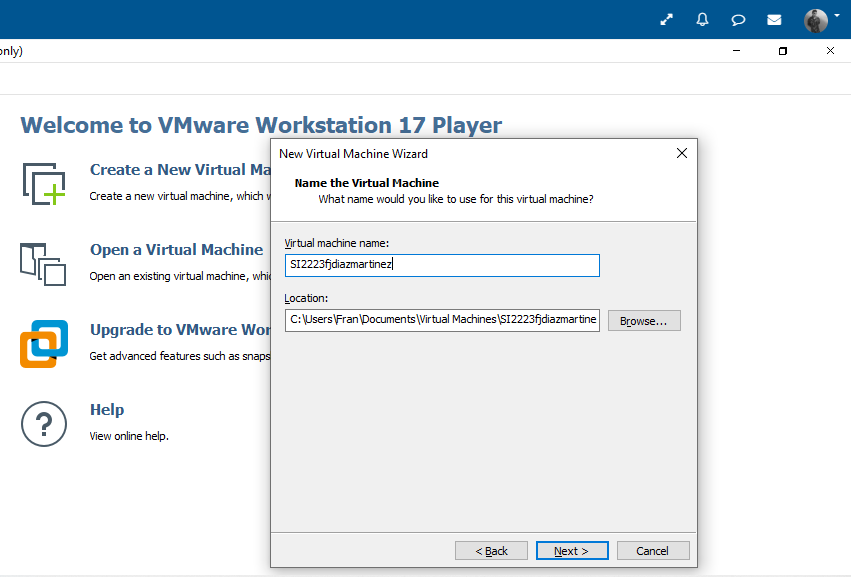 only)
Welcome to VMware Workstation 17 Player
New Virtual Machine Wizard
Name the Virtual Machine
What name would you like to use for this virtual machine?
Create a New Virtual Ma
Create a new virtual machine, which
Virtual machine name:
SI2223fjdiazmartinez
Open a Virtual Machine
Open an existing virtual machine, whic
Location:
C:\Users\Fran\Documents\Virtual Machines\SI2223fjdiazmartine
Browse...
Upgrade to VMware Wor
Get advanced features such as snaps
Help
View online help.
< Back
Next >
Cancel